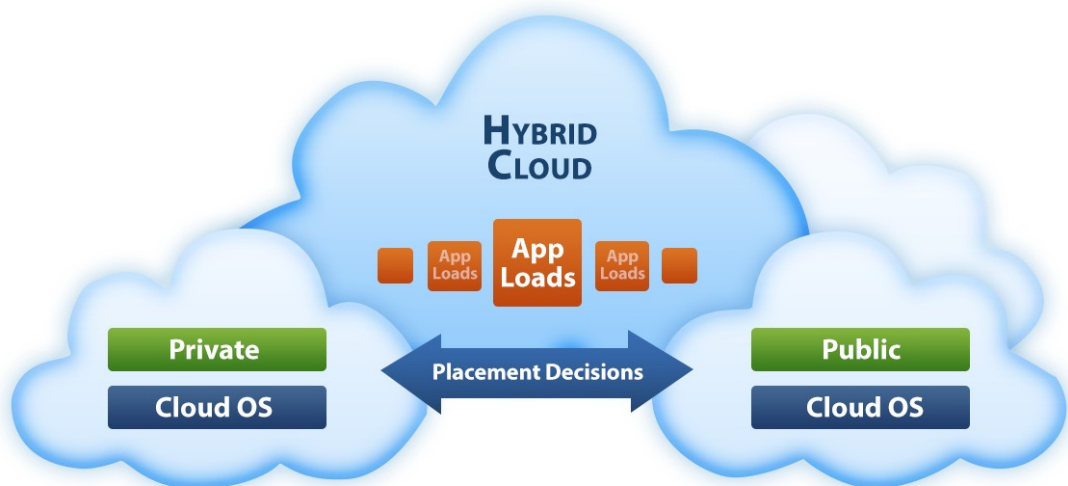 HYBRID
CLOUD
App
Loads
App
Loads
App
Loads
Private
Placement Decisions
Public
Cloud OS
Cloud OS